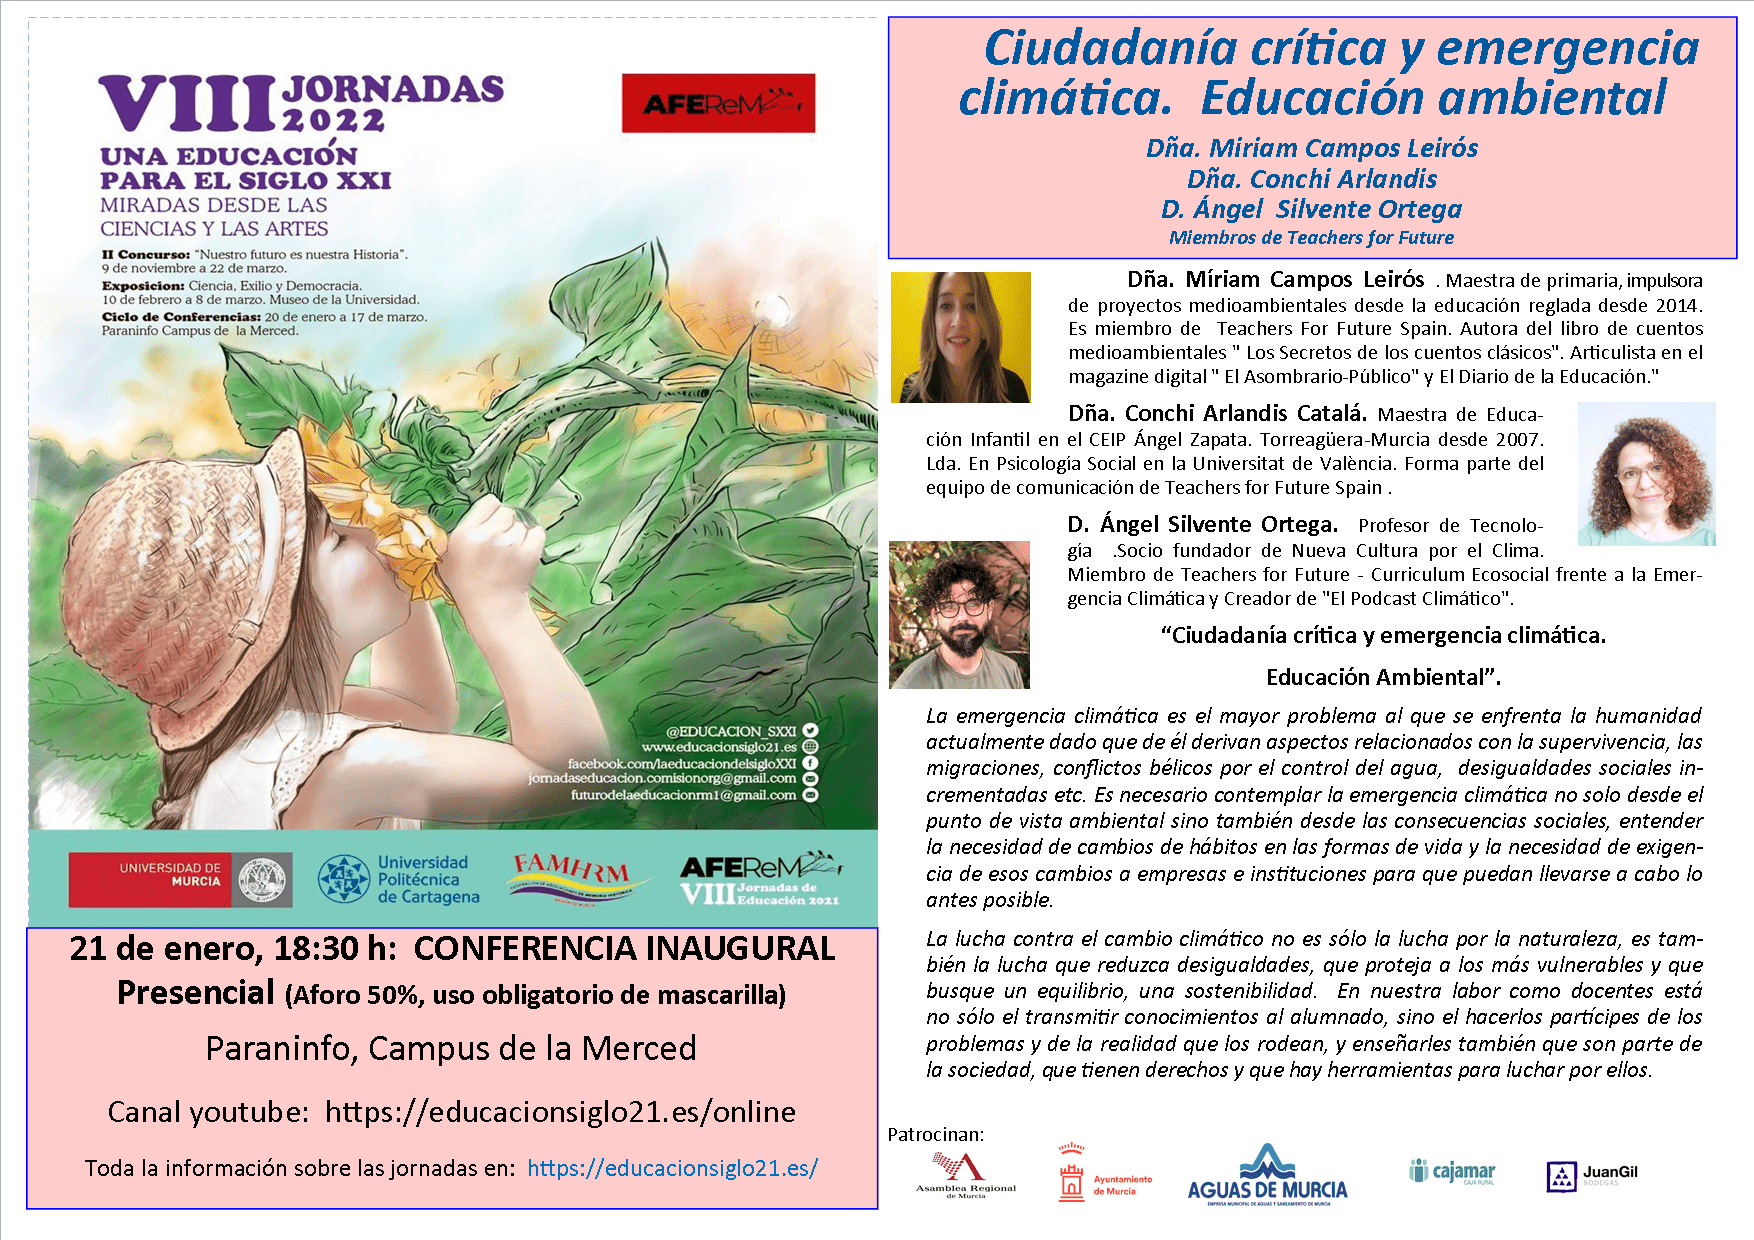 VIII JORNADAS
2022
UNA EDUCACIÓN
PARA EL SIGLO XXI
MIRADAS DESDE LAS
CIENCIAS Y LAS ARTES
II Concurso: “Nuestro futuro es nuestra Historia”.
9 de noviembre a 22 de marzo.
Exposicion: Ciencia, Exilio y Democracia.
10 de febrero a 8 de marzo. Museo de la Universidad.
Ciclo de Conferencias: 20 de enero a 17 de marzo.
Paraninfo Campus de la Merced.
AFEReM
@EDUCACION_SXXI
www.educacionsiglo21.es
facebook.com/laeducaciondelsigloXXI
jornadaseducacion.comisionorg@gmail.com
futurodelaeducacionrm1@gmail.com
UNIVERSIDAD DE
MURCIA
Universidad
Politécnica
de Cartagena
FAMHRM
FEDERACIÓN DE ASOCIACIONES DE MEMORIA HISTÓRICA
REGIÓN DE MURCIA
AFEReM
VIII Jornadas de
Educación 2021
21 de enero, 18:30 h: CONFERENCIA INAUGURAL
Presencial (Aforo 50%, uso obligatorio de mascarilla)
Paraninfo, Campus de la Merced
Canal youtube: https://educacionsiglo21.es/online
Toda la información sobre las jornadas en: https://educacionsiglo21.es/
Ciudadanía crítica y emergencia
climática. Educación ambiental
Dña. Miriam Campos Leirós
Dña. Conchi Arlandis
D. Ángel Silvente Ortega
Miembros de Teachers for Future
Dña. Míriam Campos Leirós . Maestra de primaria, impulsora
de proyectos medioambientales desde la educación reglada desde 2014.
Es miembro de Teachers For Future Spain. Autora del libro de cuentos
medioambientales " Los Secretos de los cuentos clásicos". Articulista en el
magazine digital " El Asombrario-Público" y El Diario de la Educación."
Dña. Conchi Arlandis Catalá. Maestra de Educa-
ción Infantil en el CEIP Ángel Zapata. Torreagüera-Murcia desde 2007.
Lda. En Psicología Social en la Universitat de València. Forma parte del
equipo de comunicación de Teachers for Future Spain .
D. Ángel Silvente Ortega. Profesor de Tecnolo-
gía .Socio fundador de Nueva Cultura por el Clima.
Miembro de Teachers for Future - Curriculum Ecosocial frente a la Emer-
gencia Climática y Creador de "El Podcast Climático".
“Ciudadanía crítica y emergencia climática.
Educación Ambiental”.
La emergencia climática es el mayor problema al que se enfrenta la humanidad
actualmente dado que de él derivan aspectos relacionados con la supervivencia, las
migraciones, conflictos bélicos por el control del agua, desigualdades sociales in-
crementadas etc. Es necesario contemplar la emergencia climática no solo desde el
punto de vista ambiental sino también desde las consecuencias sociales, entender
la necesidad de cambios de hábitos en las formas de vida y la necesidad de exigen-
cia de esos cambios a empresas e instituciones para que puedan llevarse a cabo lo
antes posible.
La lucha contra el cambio climático no es sólo la lucha por la naturaleza, es tam-
bién la lucha que reduzca desigualdades, que proteja a los más vulnerables y que
busque un equilibrio, una sostenibilidad. En nuestra labor como docentes está
no sólo el transmitir conocimientos al alumnado, sino el hacerlos partícipes de los
problemas y de la realidad que los rodean, y enseñarles también que son parte de
la sociedad, que tienen derechos y que hay herramientas para luchar por ellos.
Patrocinan:
Asamblea Regional
de Murcia
Ayuntamiento
de Murcia
AGUAS DE MURCIA
EMPRESA MUNICIPAL DE AGUAS Y SANEAMIENTO DE MURCIA
cajamar
CAJA RURAL
JuanGil
BODEGAS